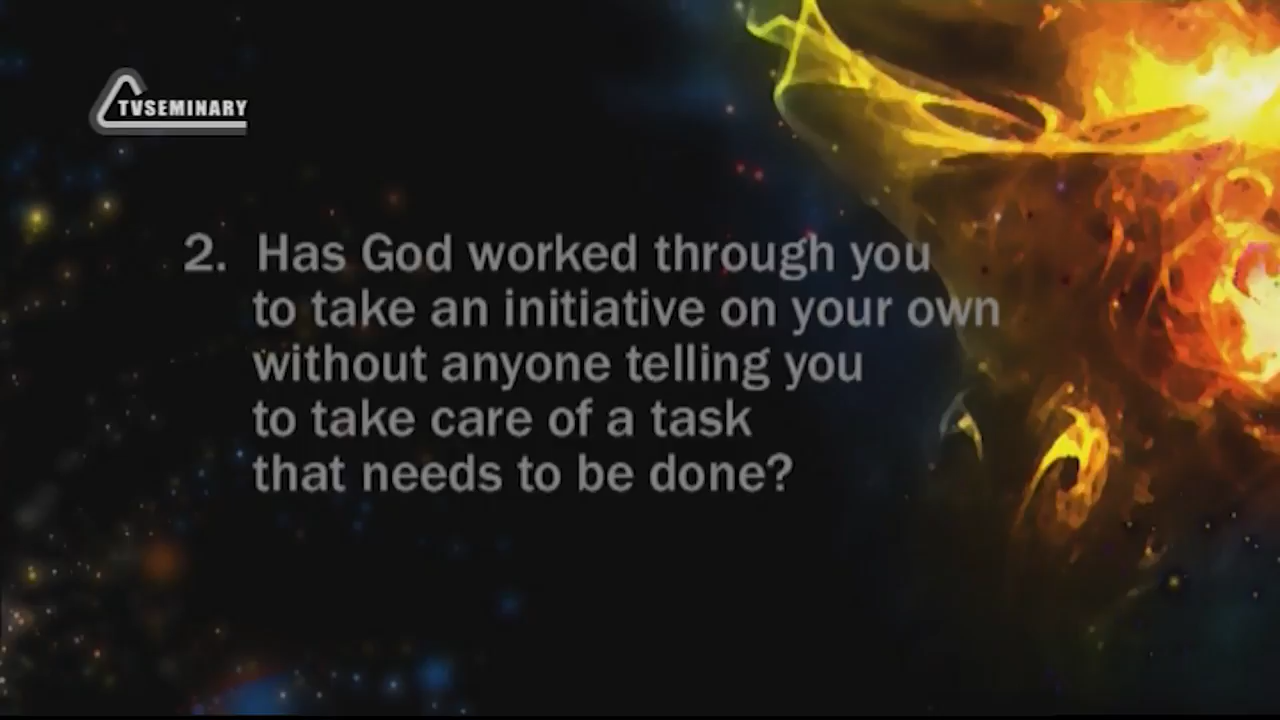 TVSEMINARY
2. Has God worked through you
to take an initiative on your own
without anyone telling you
to take care of a task
that needs to be done?